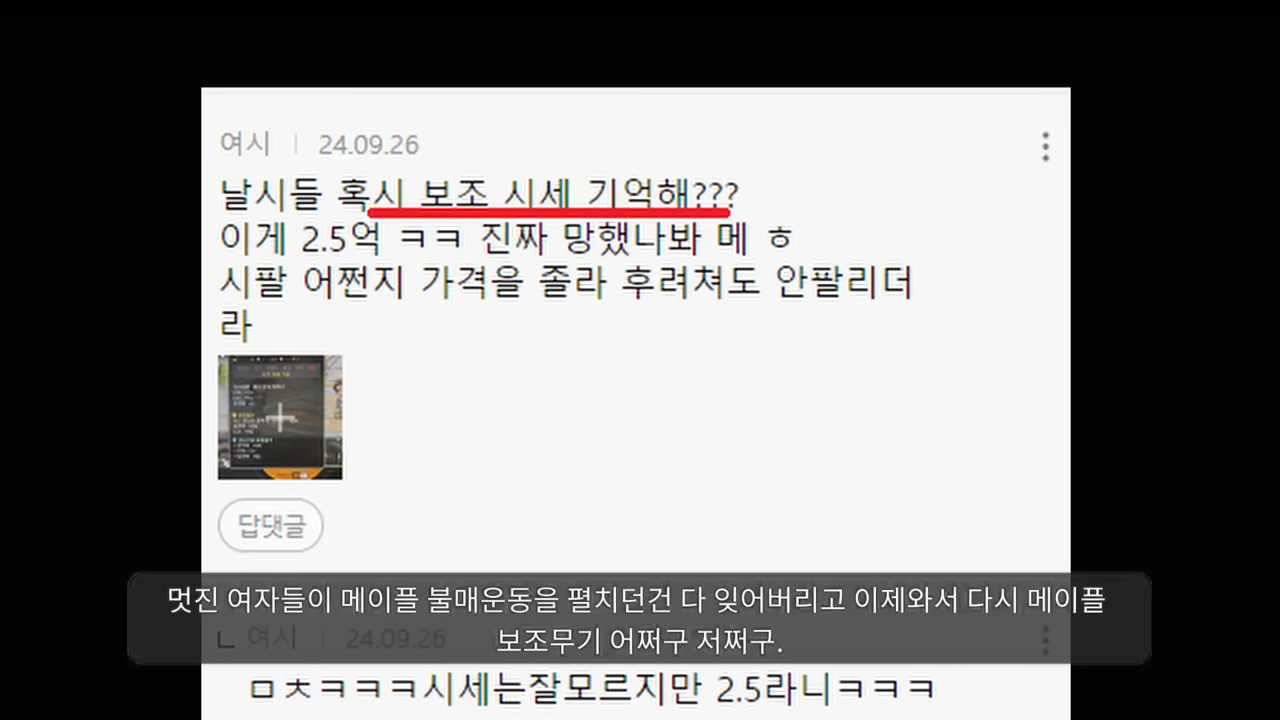 여시 | 24.09.26
날시들 혹시 보조 시세 기억해???
이게 2.5억 ㅋㅋ 진짜 망했나봐 메 ㅎ
시팔 어쩐지 가격을 졸라 후려쳐도 안팔리더
라
답댓글
멋진 여자들이 메이플 불매운동을 펼치던건 다 잊어버리고 이제와서 다시 메이플
보조무기 어쩌구 저쩌구.
ㄴ 여시 24.09.26
ㅁㅊㅋㅋㅋ시세는잘모르지만 2.5라니ㅋㅋㅋ